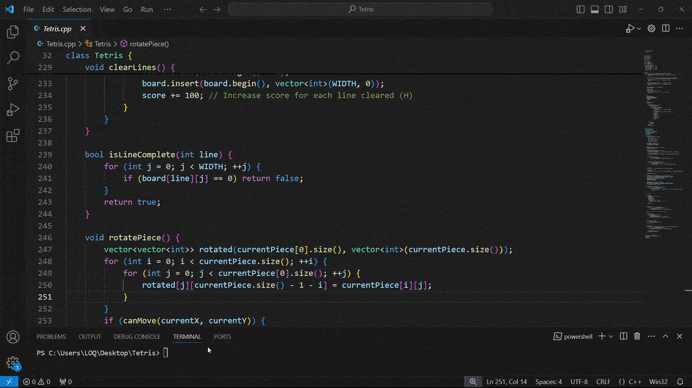 File Edit Selection View Go Run ...
Tetris
Tetris.cpp
Tetris.cpp > Tetris > rotatePiece()
32 class Tetris {
229 void clearLines() {
233 board.insert(board.begin(), vector<int>(WIDTH, 0));
234 score += 100; // Increase score for each line cleared (H)
235 }
236 }
237 }
238
239 bool isLineComplete(int line) {
240 for (int j = 0; j < WIDTH; ++j) {
241 if (board[line][j] == 0) return false;
242 }
243 return true;
244 }
245
246 void rotatePiece() {
247 vector<vector<int>> rotated(currentPiece[0].size(), vector<int>(currentPiece.size()));
248 for (int i = 0; i < currentPiece.size(); ++i) {
249 for (int j = 0; j < currentPiece[0].size(); ++j) {
250 rotated[j][currentPiece.size() - 1 - i] = currentPiece[i][j];
251 }
252 }
253 if (canMove(currentX, currentY)) {
PROBLEMS OUTPUT DEBUG CONSOLE TERMINAL PORTS
powershell
PS C:\Users\LOQ\Desktop\Tetris>
0 0 0 Ln 251, Col 14 Spaces: 4 UTF-8 CRLF {} C++ Win32